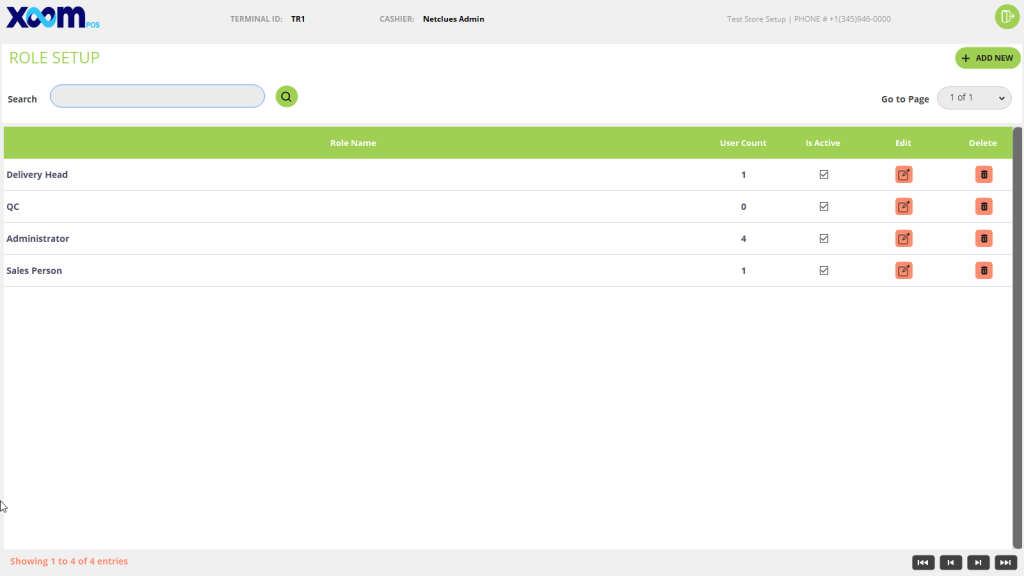 xoom POS
TERMINAL ID: TR1 CASHIER: Netclues Admin Test Store Setup | PHONE # +1(345)946-0000
ROLE SETUP
ADD NEW
Search
Go to Page 1 of 1
Role Name User Count Is Active Edit Delete
Delivery Head 1
QC 0
Administrator 4
Sales Person 1
Showing 1 to 4 of 4 entries